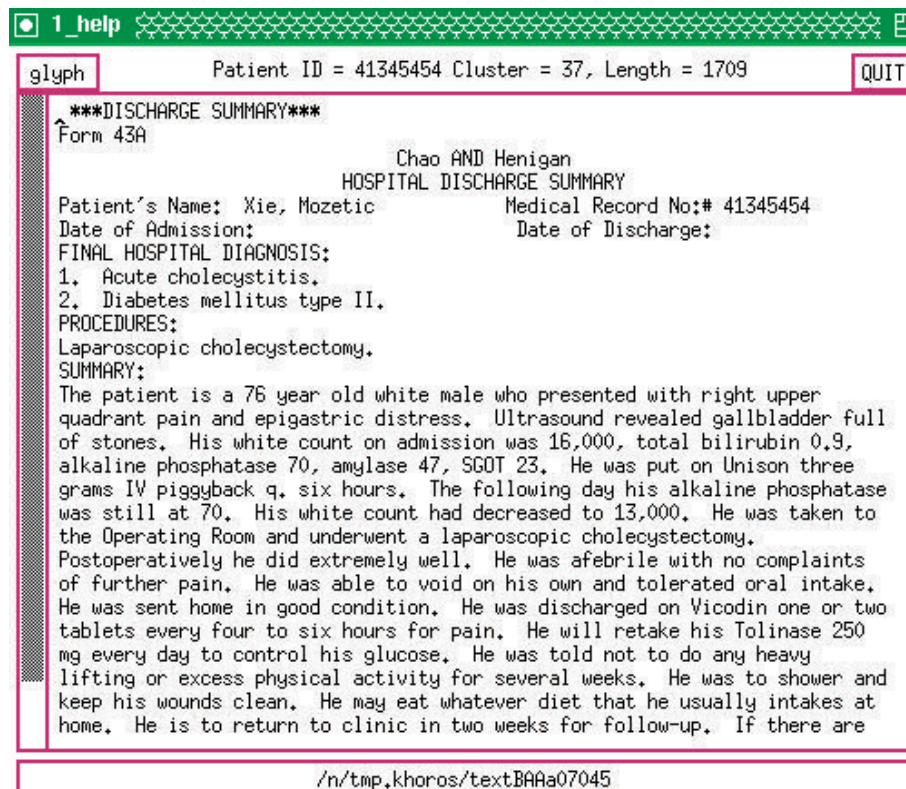 1_help
glyph Patient ID = 41345454 Cluster = 37, Length = 1709 QUIT
***DISCHARGE SUMMARY***
Form 43A
Chao AND Henigan
HOSPITAL DISCHARGE SUMMARY
Patient's Name: Xie, Mozetic Medical Record No:# 41345454
Date of Admission: Date of Discharge:
FINAL HOSPITAL DIAGNOSIS:
1. Acute cholecystitis.
2. Diabetes mellitus type II.
PROCEDURES:
Laparoscopic cholecystectomy.
SUMMARY:
The patient is a 76 year old white male who presented with right upper
quadrant pain and epigastric distress. Ultrasound revealed gallbladder full
of stones. His white count on admission was 16,000, total bilirubin 0.9,
alkaline phosphatase 70, amylase 47, SGOT 23. He was put on Unison three
grams IV piggyback q. six hours. The following day his alkaline phosphatase
was still at 70. His white count had decreased to 13,000. He was taken to
the Operating Room and underwent a laparoscopic cholecystectomy.
Postoperatively he did extremely well. He was afebrile with no complaints
of further pain. He was able to void on his own and tolerated oral intake.
He was sent home in good condition. He was discharged on Vicodin one or two
tablets every four to six hours for pain. He will retake his Tolinase 250
mg every day to control his glucose. He was told not to do any heavy
lifting or excess physical activity for several weeks. He was to shower and
keep his wounds clean. He may eat whatever diet that he usually intakes at
home. He is to return to clinic in two weeks for follow-up. If there are
/n/tmp.khoros/textBAAa07045